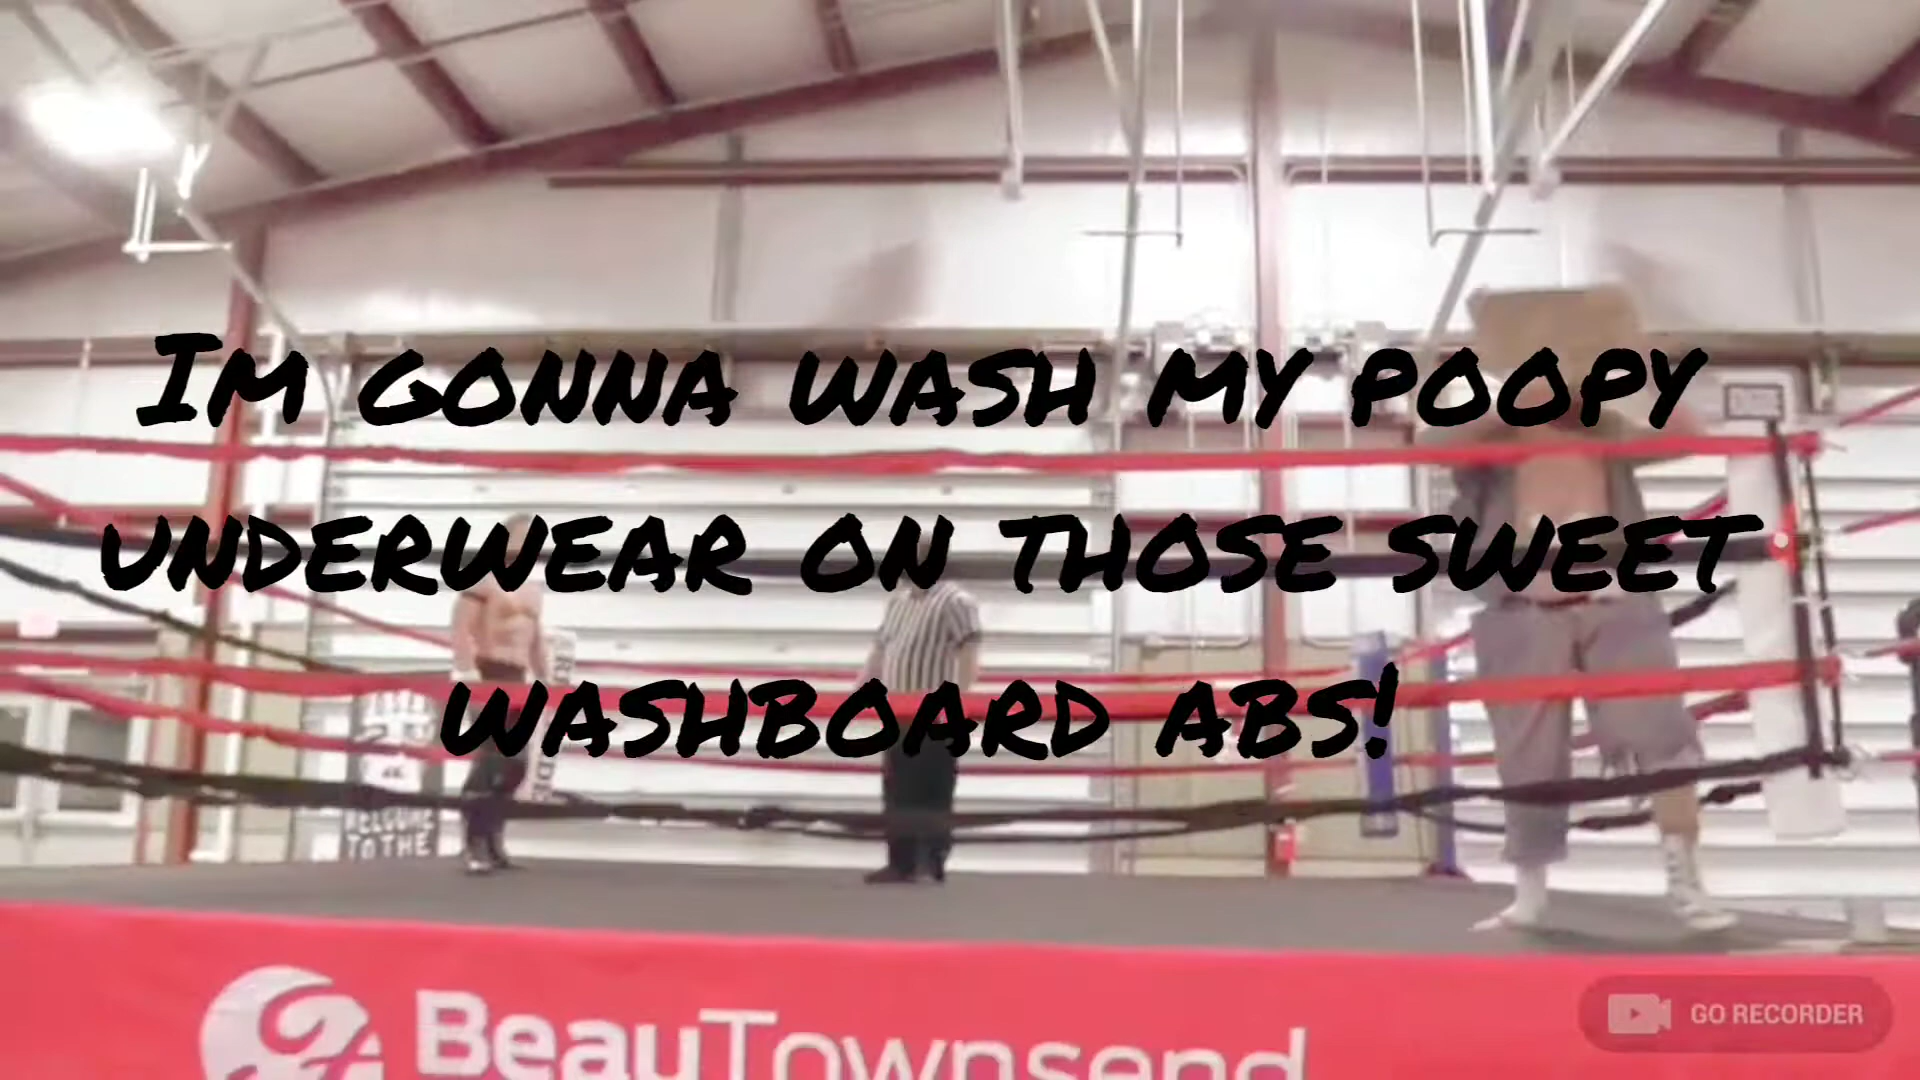 Im gonna wash my poopy
underwear on those sweet
washboard abs!
WELCOME
TO THE
BeauTownsend
GO RECORDER